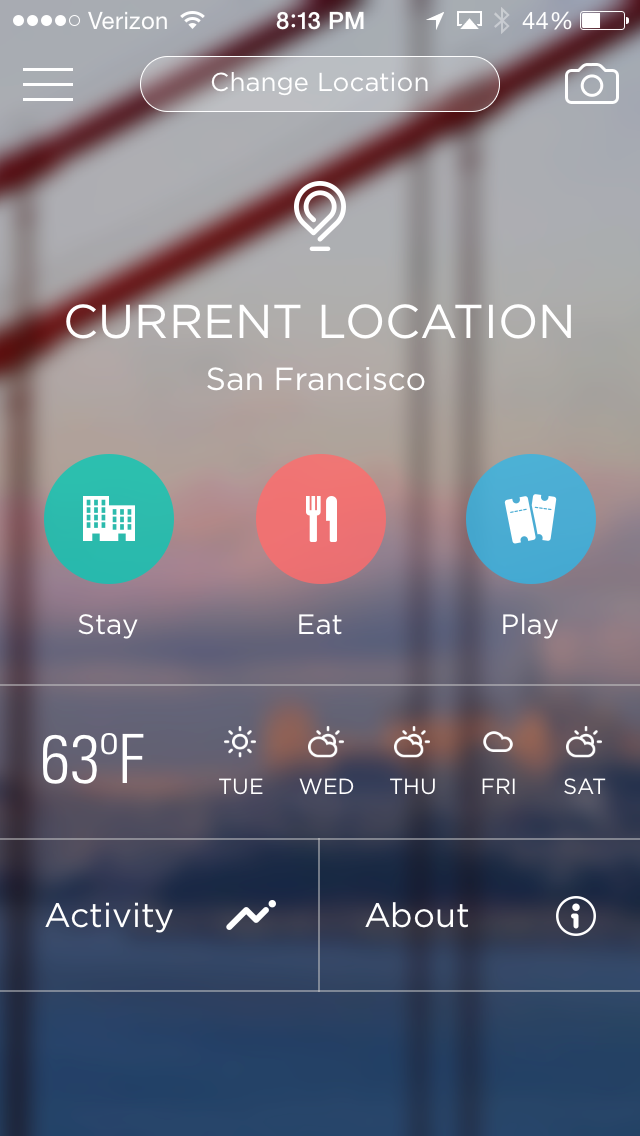 Verizon 8:13 PM 44%
Change Location
CURRENT LOCATION
San Francisco
Stay Eat Play
63ºF
TUE WED THU FRI SAT
Activity About